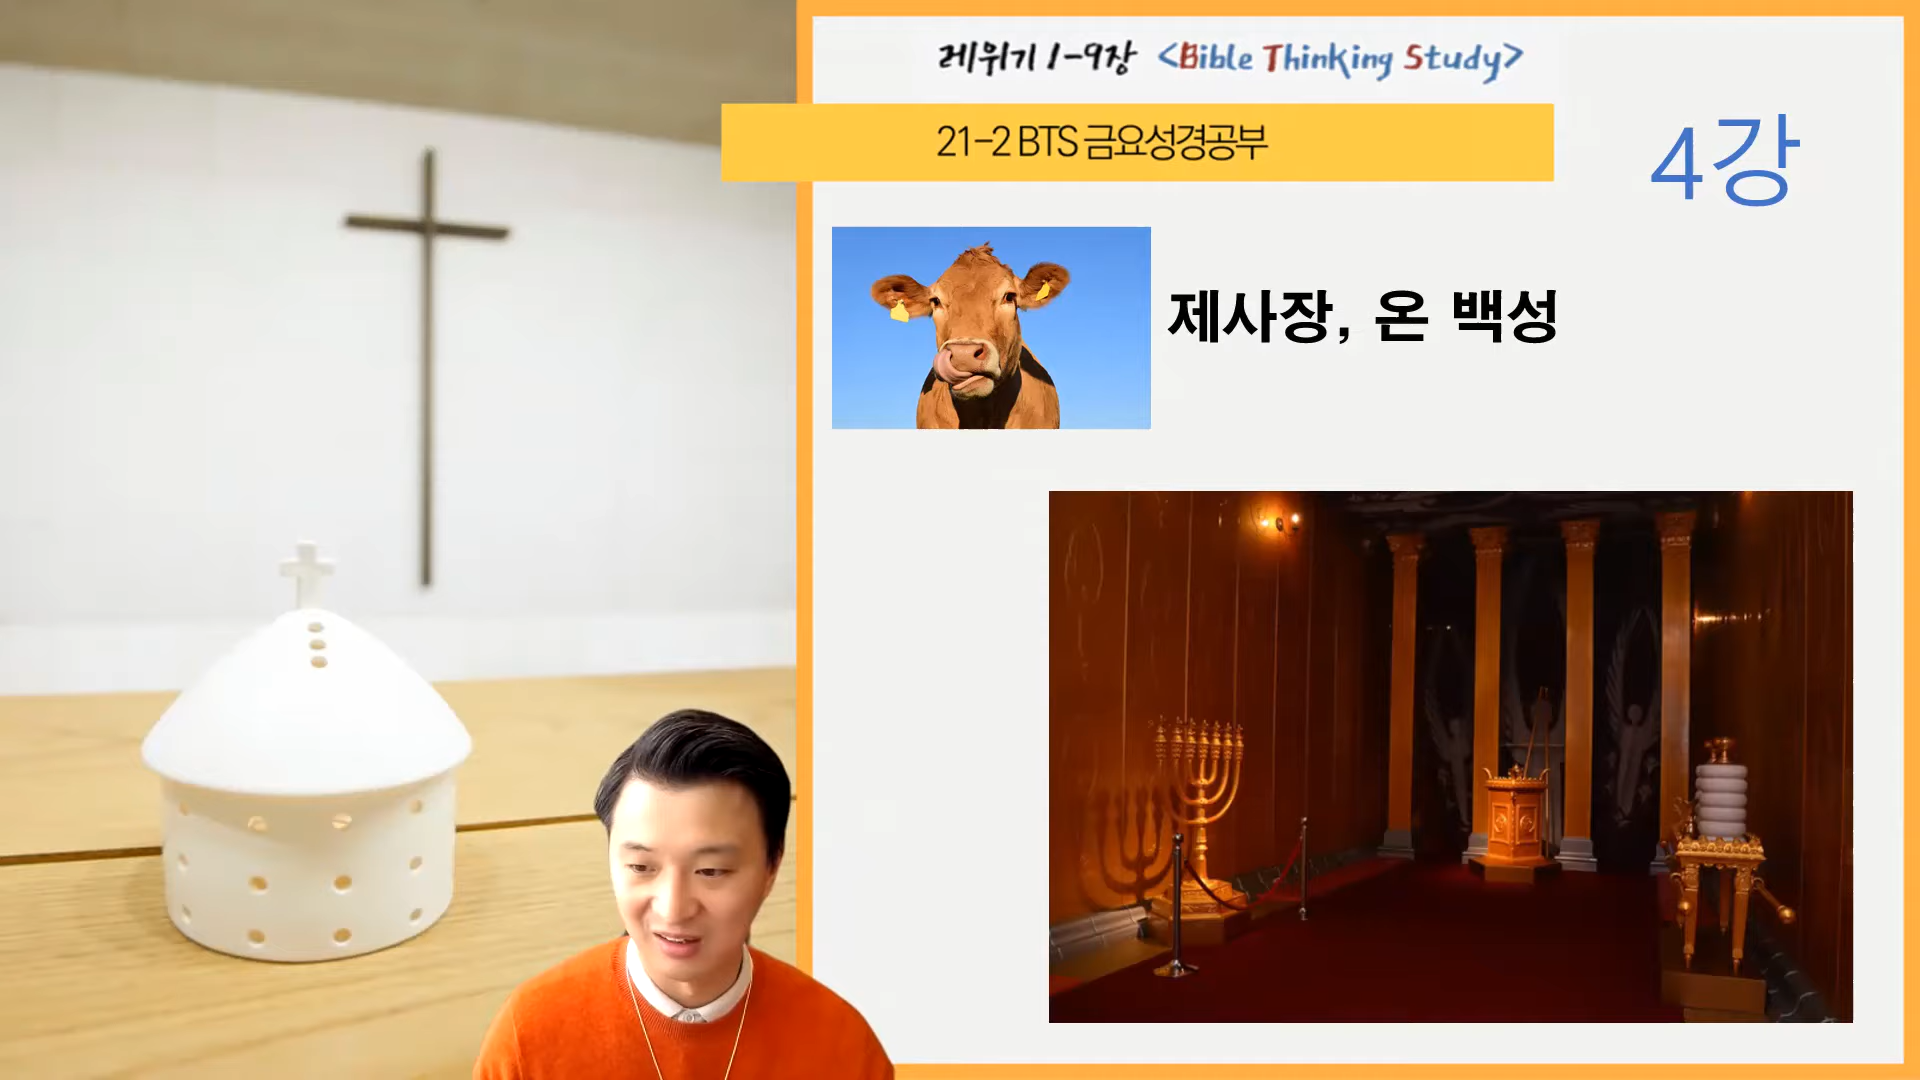 레위기 1-9장 <Bible Thinking Study>
21-2 BTS 금요성경공부
4강
제사장, 온 백성